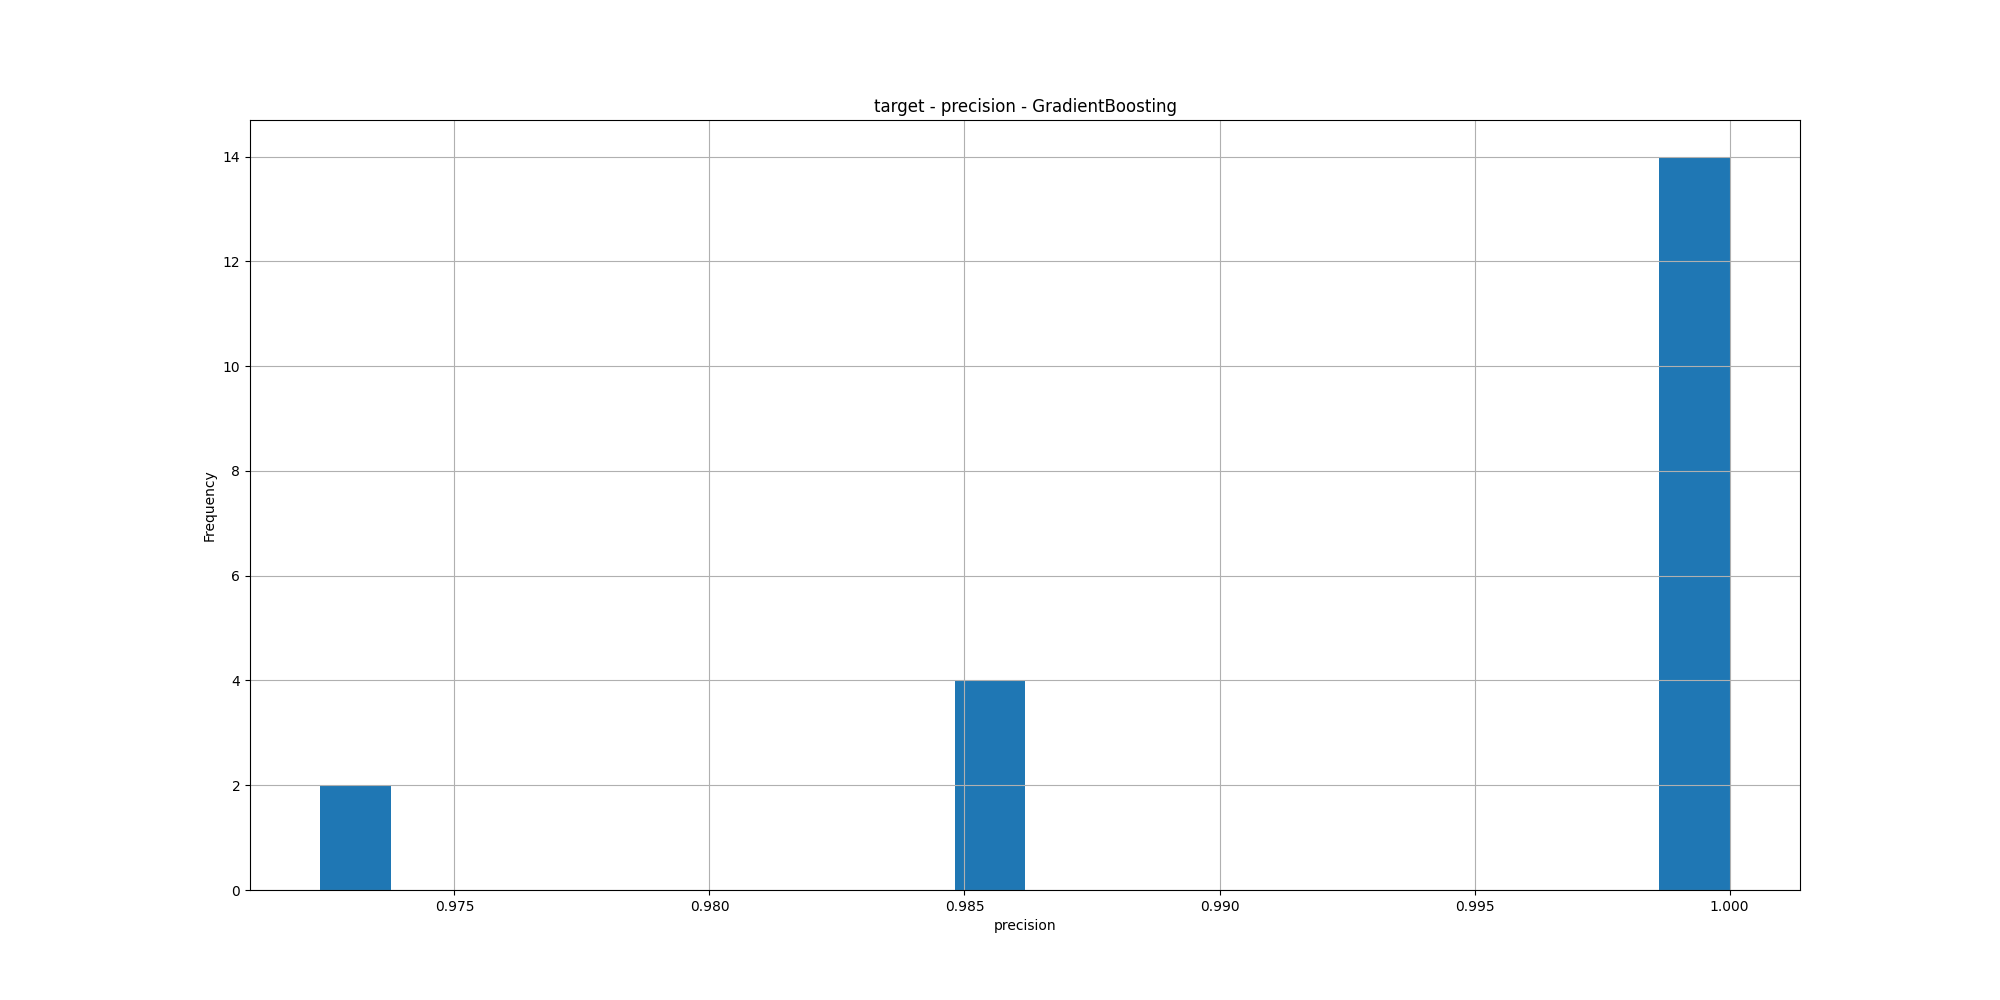 target - precision - GradientBoosting
14
12
10
8
6
4
2
0
Frequency
0.975 0.980 0.985 0.990 0.995 1.000
precision